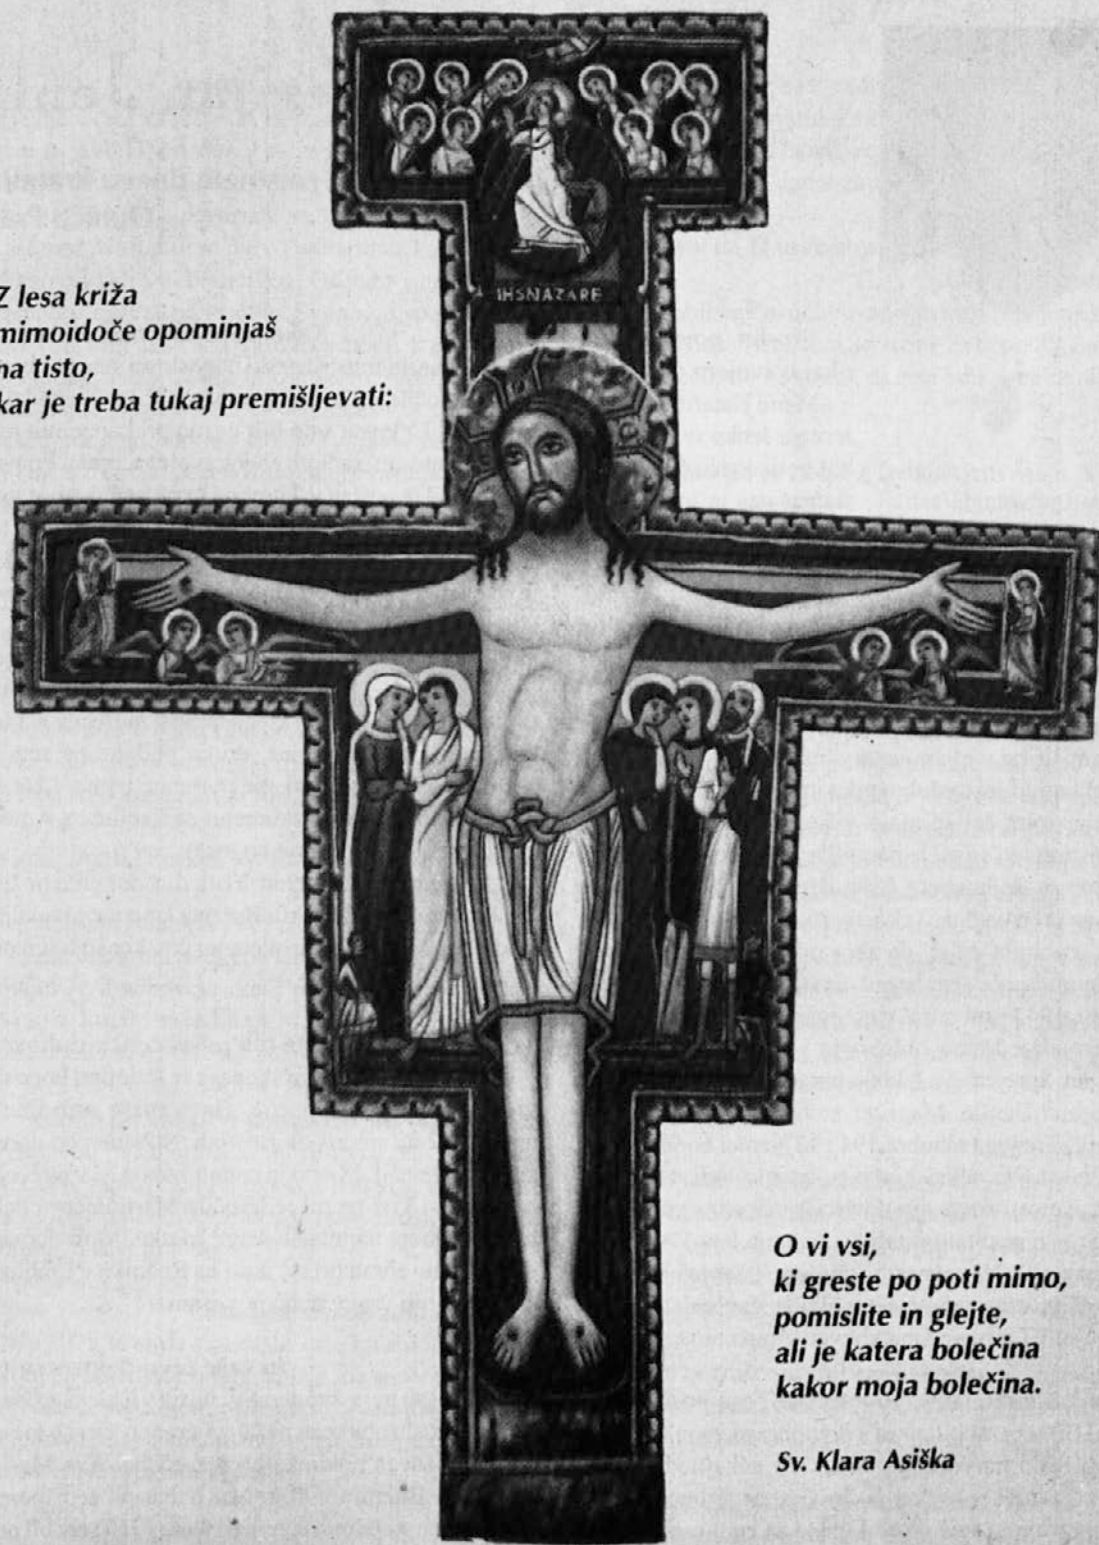 IHSNAZARE
Z lesa križa
mimoidoče opominjaš
na tisto,
kar je treba tukaj premišljevati:
O vi vsi,
ki greste po poti mimo,
pomislite in glejte,
ali je katera bolečina
kakor moja bolečina.
Sv. Klara Asiška